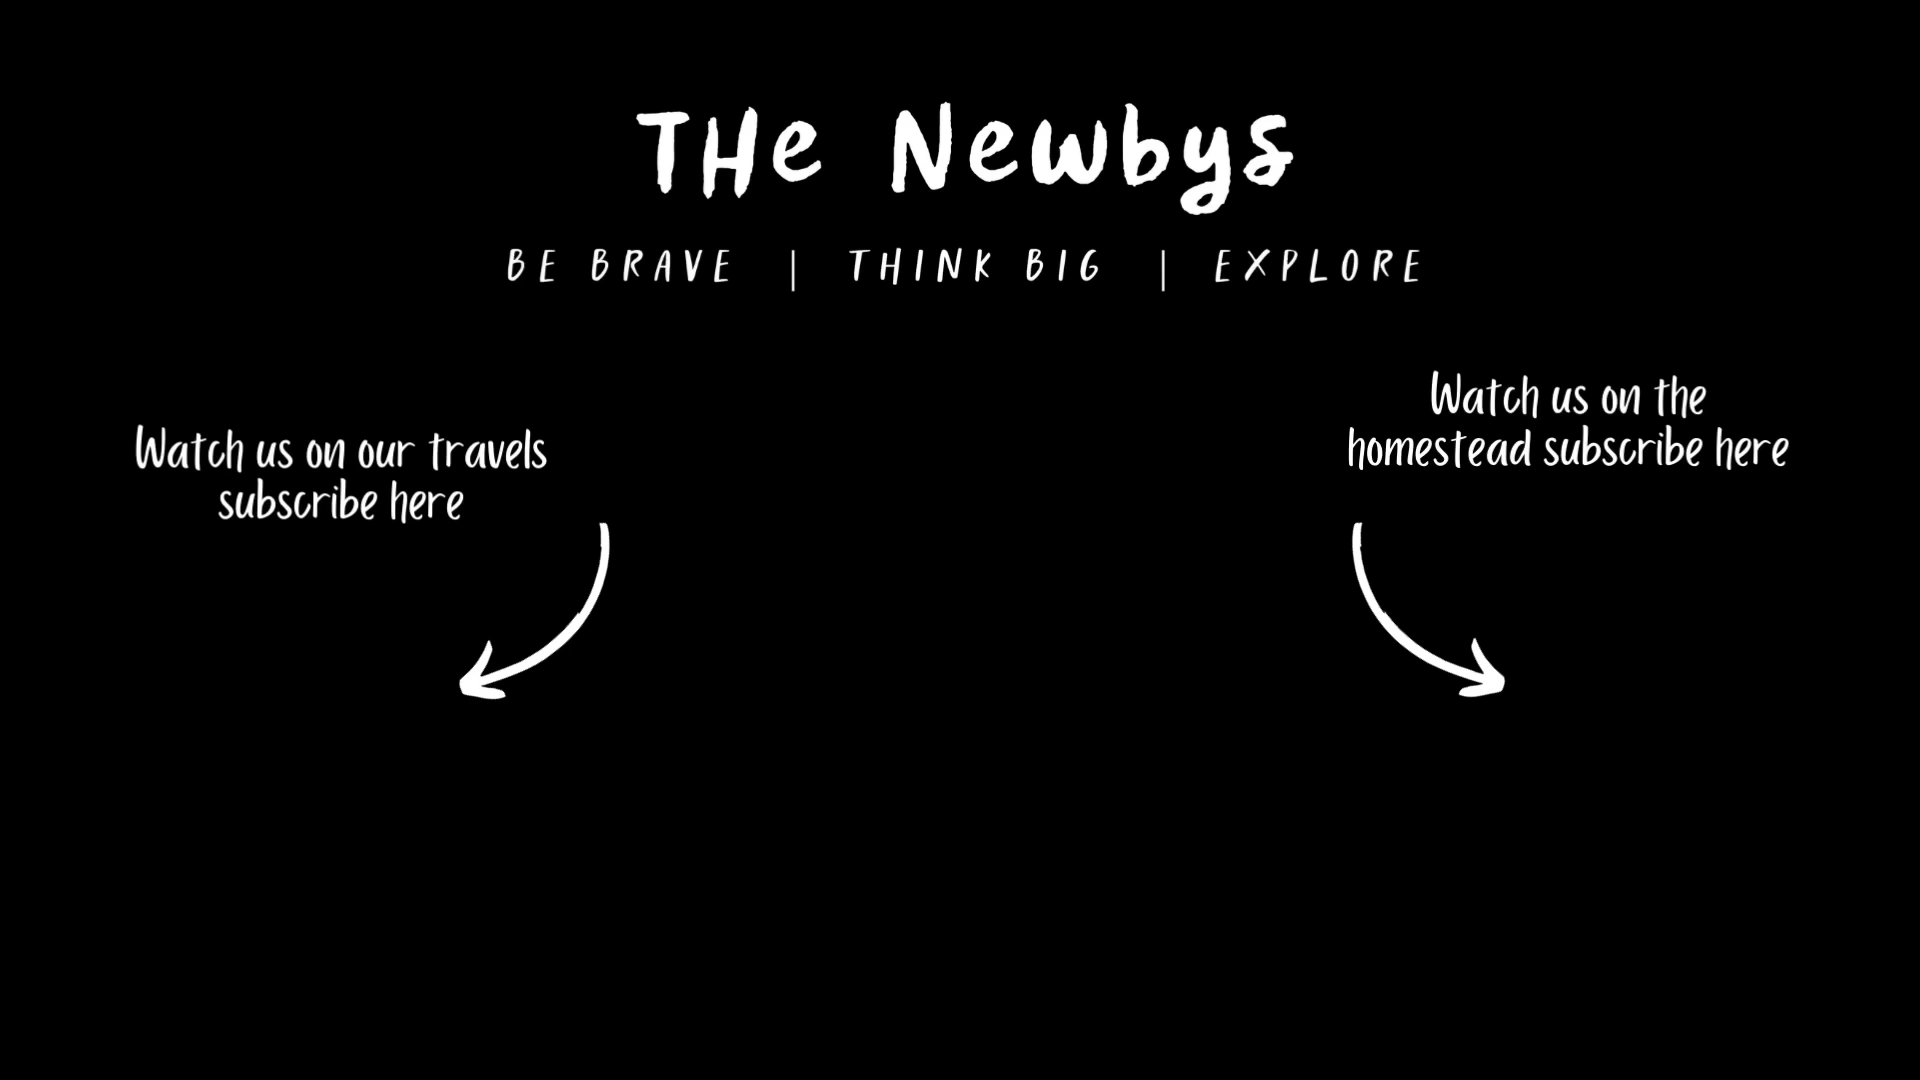 THe Newbys
BE BRAVE | THINK BIG | EXPLORE
Watch us on the
homestead subscribe here
Watch us on our travels
subscribe here